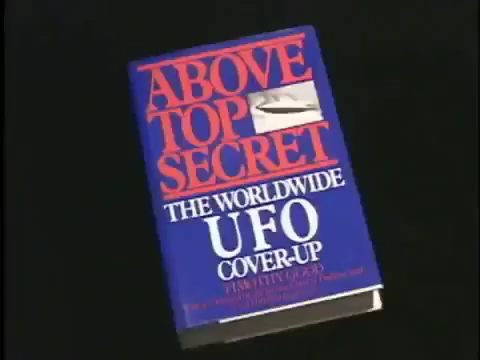 ABOVE
TOP
SECRET
THE WORLDWIDE
UFO
COVER-UP
TIMOTHY GOOD